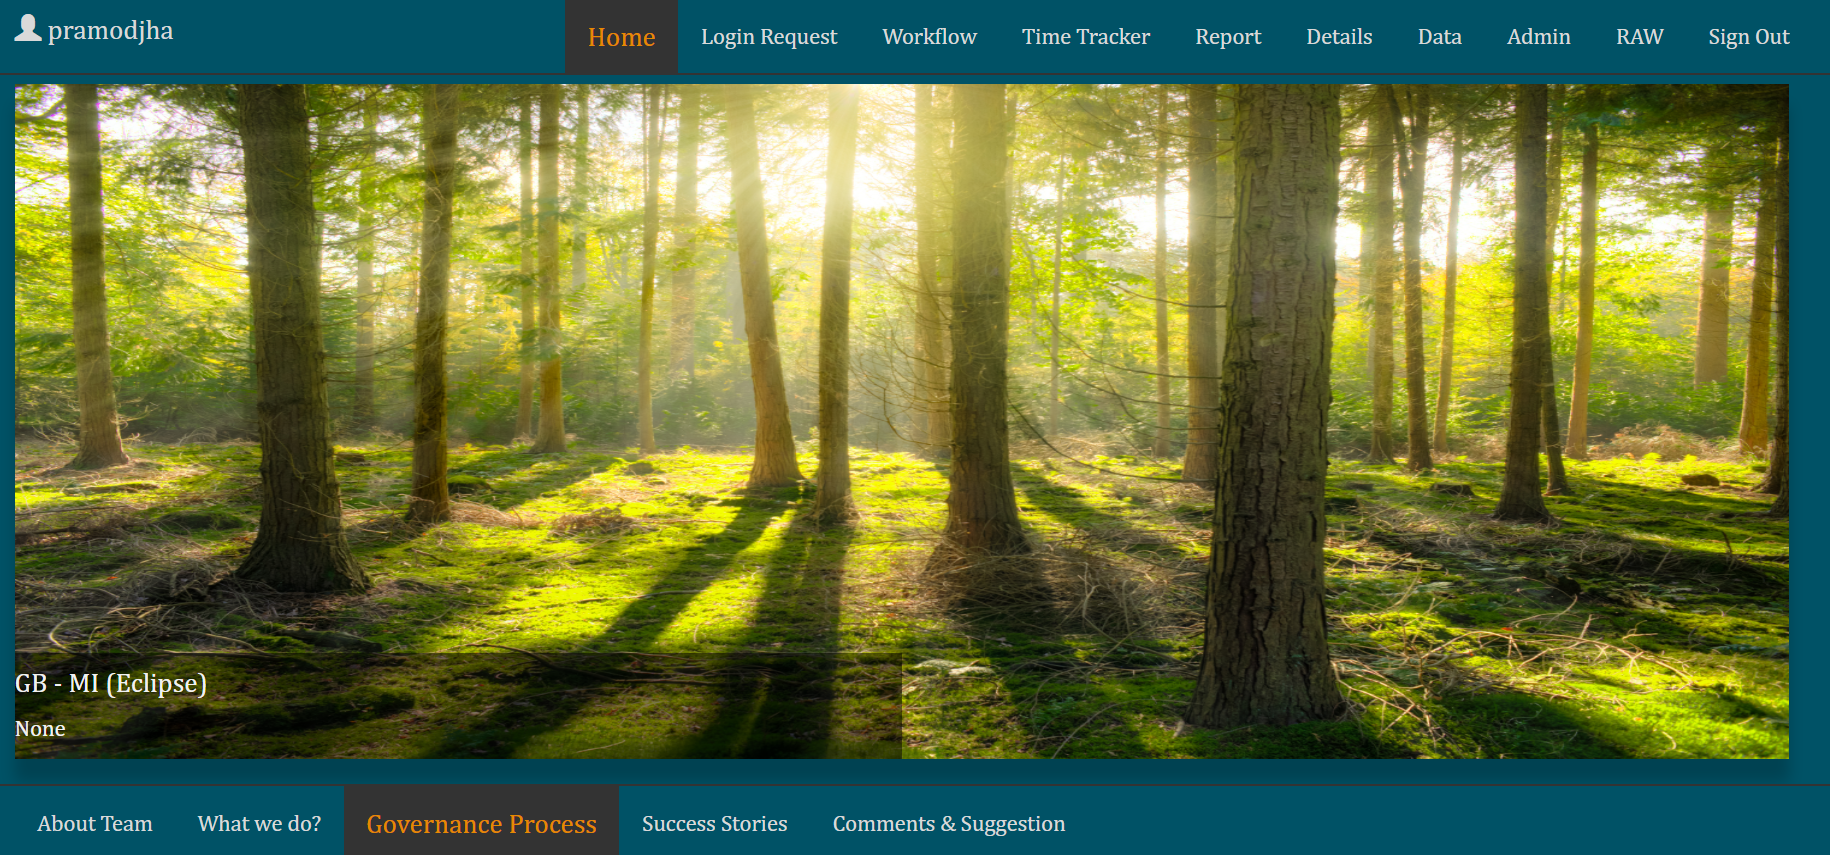 pramodjha
Home Login Request Workflow Time Tracker Report Details Data Admin RAW Sign Out
GB - MI (Eclipse)
None
About Team What we do? Governance Process Success Stories Comments & Suggestion